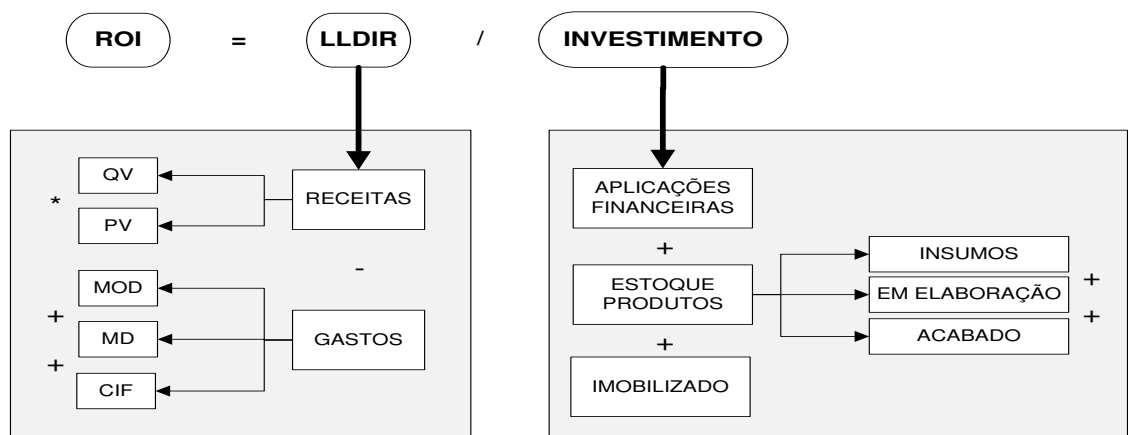 ROI = LLDIR / INVESTIMENTO
QV
*
PV
RECEITAS
-
MOD
+
MD
+
CIF
GASTOS
APLICAÇÕES
FINANCEIRAS
+
ESTOQUE
PRODUTOS
+
IMOBILIZADO
INSUMOS
+
EM ELABORAÇÃO
+
ACABADO